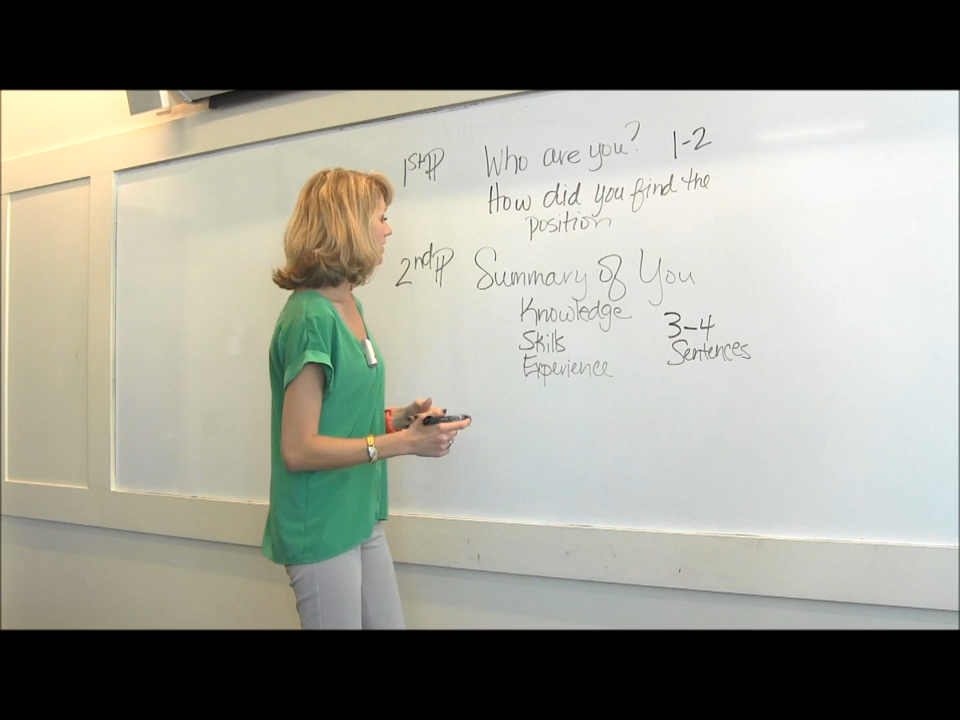 1st P Who are you? 1-2
How did you find the
position
2nd P Summary of You
Knowledge
Skills 3-4
Experience Sentences